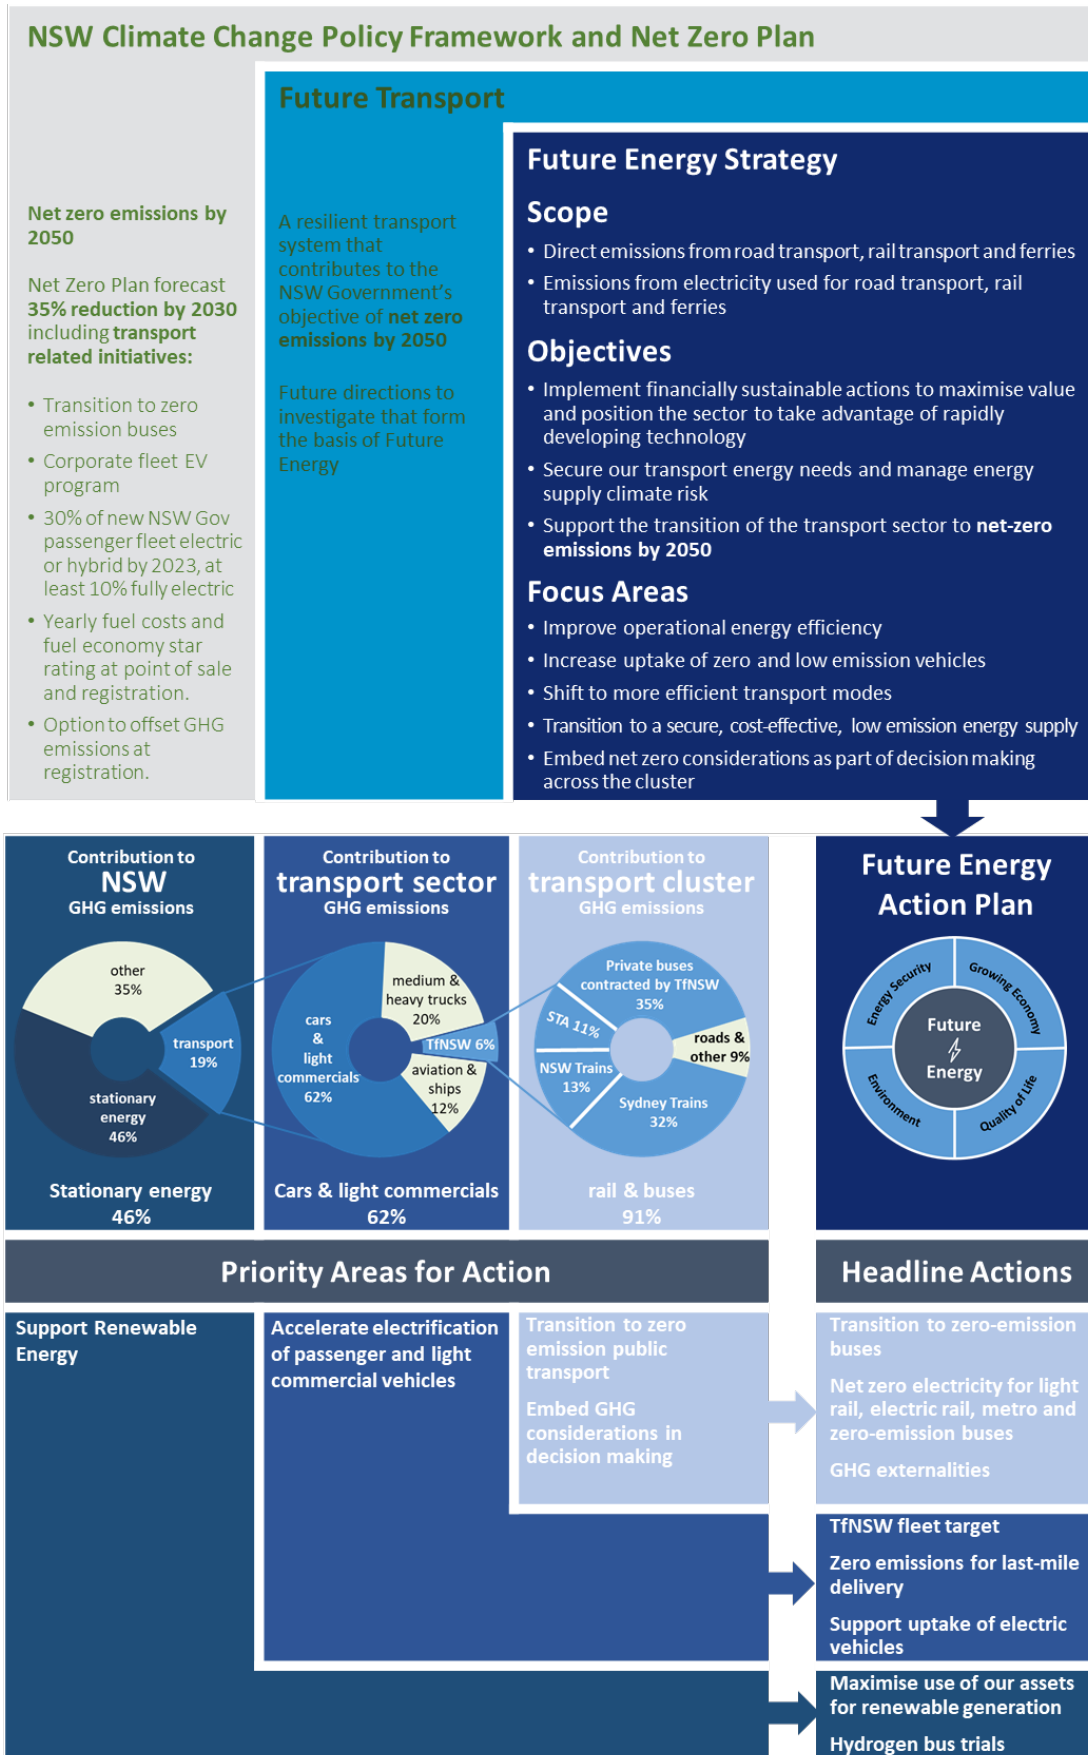 NSW Climate Change Policy Framework and Net Zero Plan
Net zero emissions by
2050
Net Zero Plan forecast
35% reduction by 2030
including transport
related initiatives:
• Transition to zero
emission buses
• Corporate fleet EV
program
• 30% of new NSW Gov
passenger fleet electric
or hybrid by 2023, at
least 10% fully electric
• Yearly fuel costs and
fuel economy star
rating at point of sale
and registration.
• Option to offset GHG
emissions at
registration.
Future Transport
A resilient transport
system that
contributes to the
NSW Government's
objective of net zero
emissions by 2050
Future directions to
investigate that form
the basis of Future
Energy
Future Energy Strategy
Scope
• Direct emissions from road transport, rail transport and ferries
• Emissions from electricity used for road transport, rail
transport and ferries
Objectives
• Implement financially sustainable actions to maximise value
and position the sector to take advantage of rapidly
developing technology
• Secure our transport energy needs and manage energy
supply climate risk
• Support the transition of the transport sector to net-zero
emissions by 2050
Focus Areas
• Improve operational energy efficiency
• Increase uptake of zero and low emission vehicles
• Shift to more efficient transport modes
• Transition to a secure, cost-effective, low emission energy supply
• Embed net zero considerations as part of decision making
across the cluster
Contribution to
NSW
GHG emissions
other
35%
transport
19%
stationary
energy
46%
Stationary energy
46%
Contribution to
transport sector
GHG emissions
medium &
heavy trucks
20%
cars
&
light
commercials
62%
TfNSW 6%
aviation &
ships
12%
Cars & light commercials
62%
Contribution to
transport cluster
GHG emissions
Private buses
contracted by TfNSW
35%
STA 11%
roads &
other 9%
NSW Trains
13%
Sydney Trains
32%
rail & buses
91%
Future Energy
Action Plan
Energy Security
Growing Economy
Future
Energy
Environment
Quality of Life
Priority Areas for Action
Headline Actions
Support Renewable
Energy
Accelerate electrification
of passenger and light
commercial vehicles
Transition to zero
emission public
transport
Embed GHG
considerations in
decision making
Transition to zero-emission
buses
Net zero electricity for light
rail, electric rail, metro and
zero-emission buses
GHG externalities
TfNSW fleet target
Zero emissions for last-mile
delivery
Support uptake of electric
vehicles
Maximise use of our assets
for renewable generation
Hydrogen bus trials